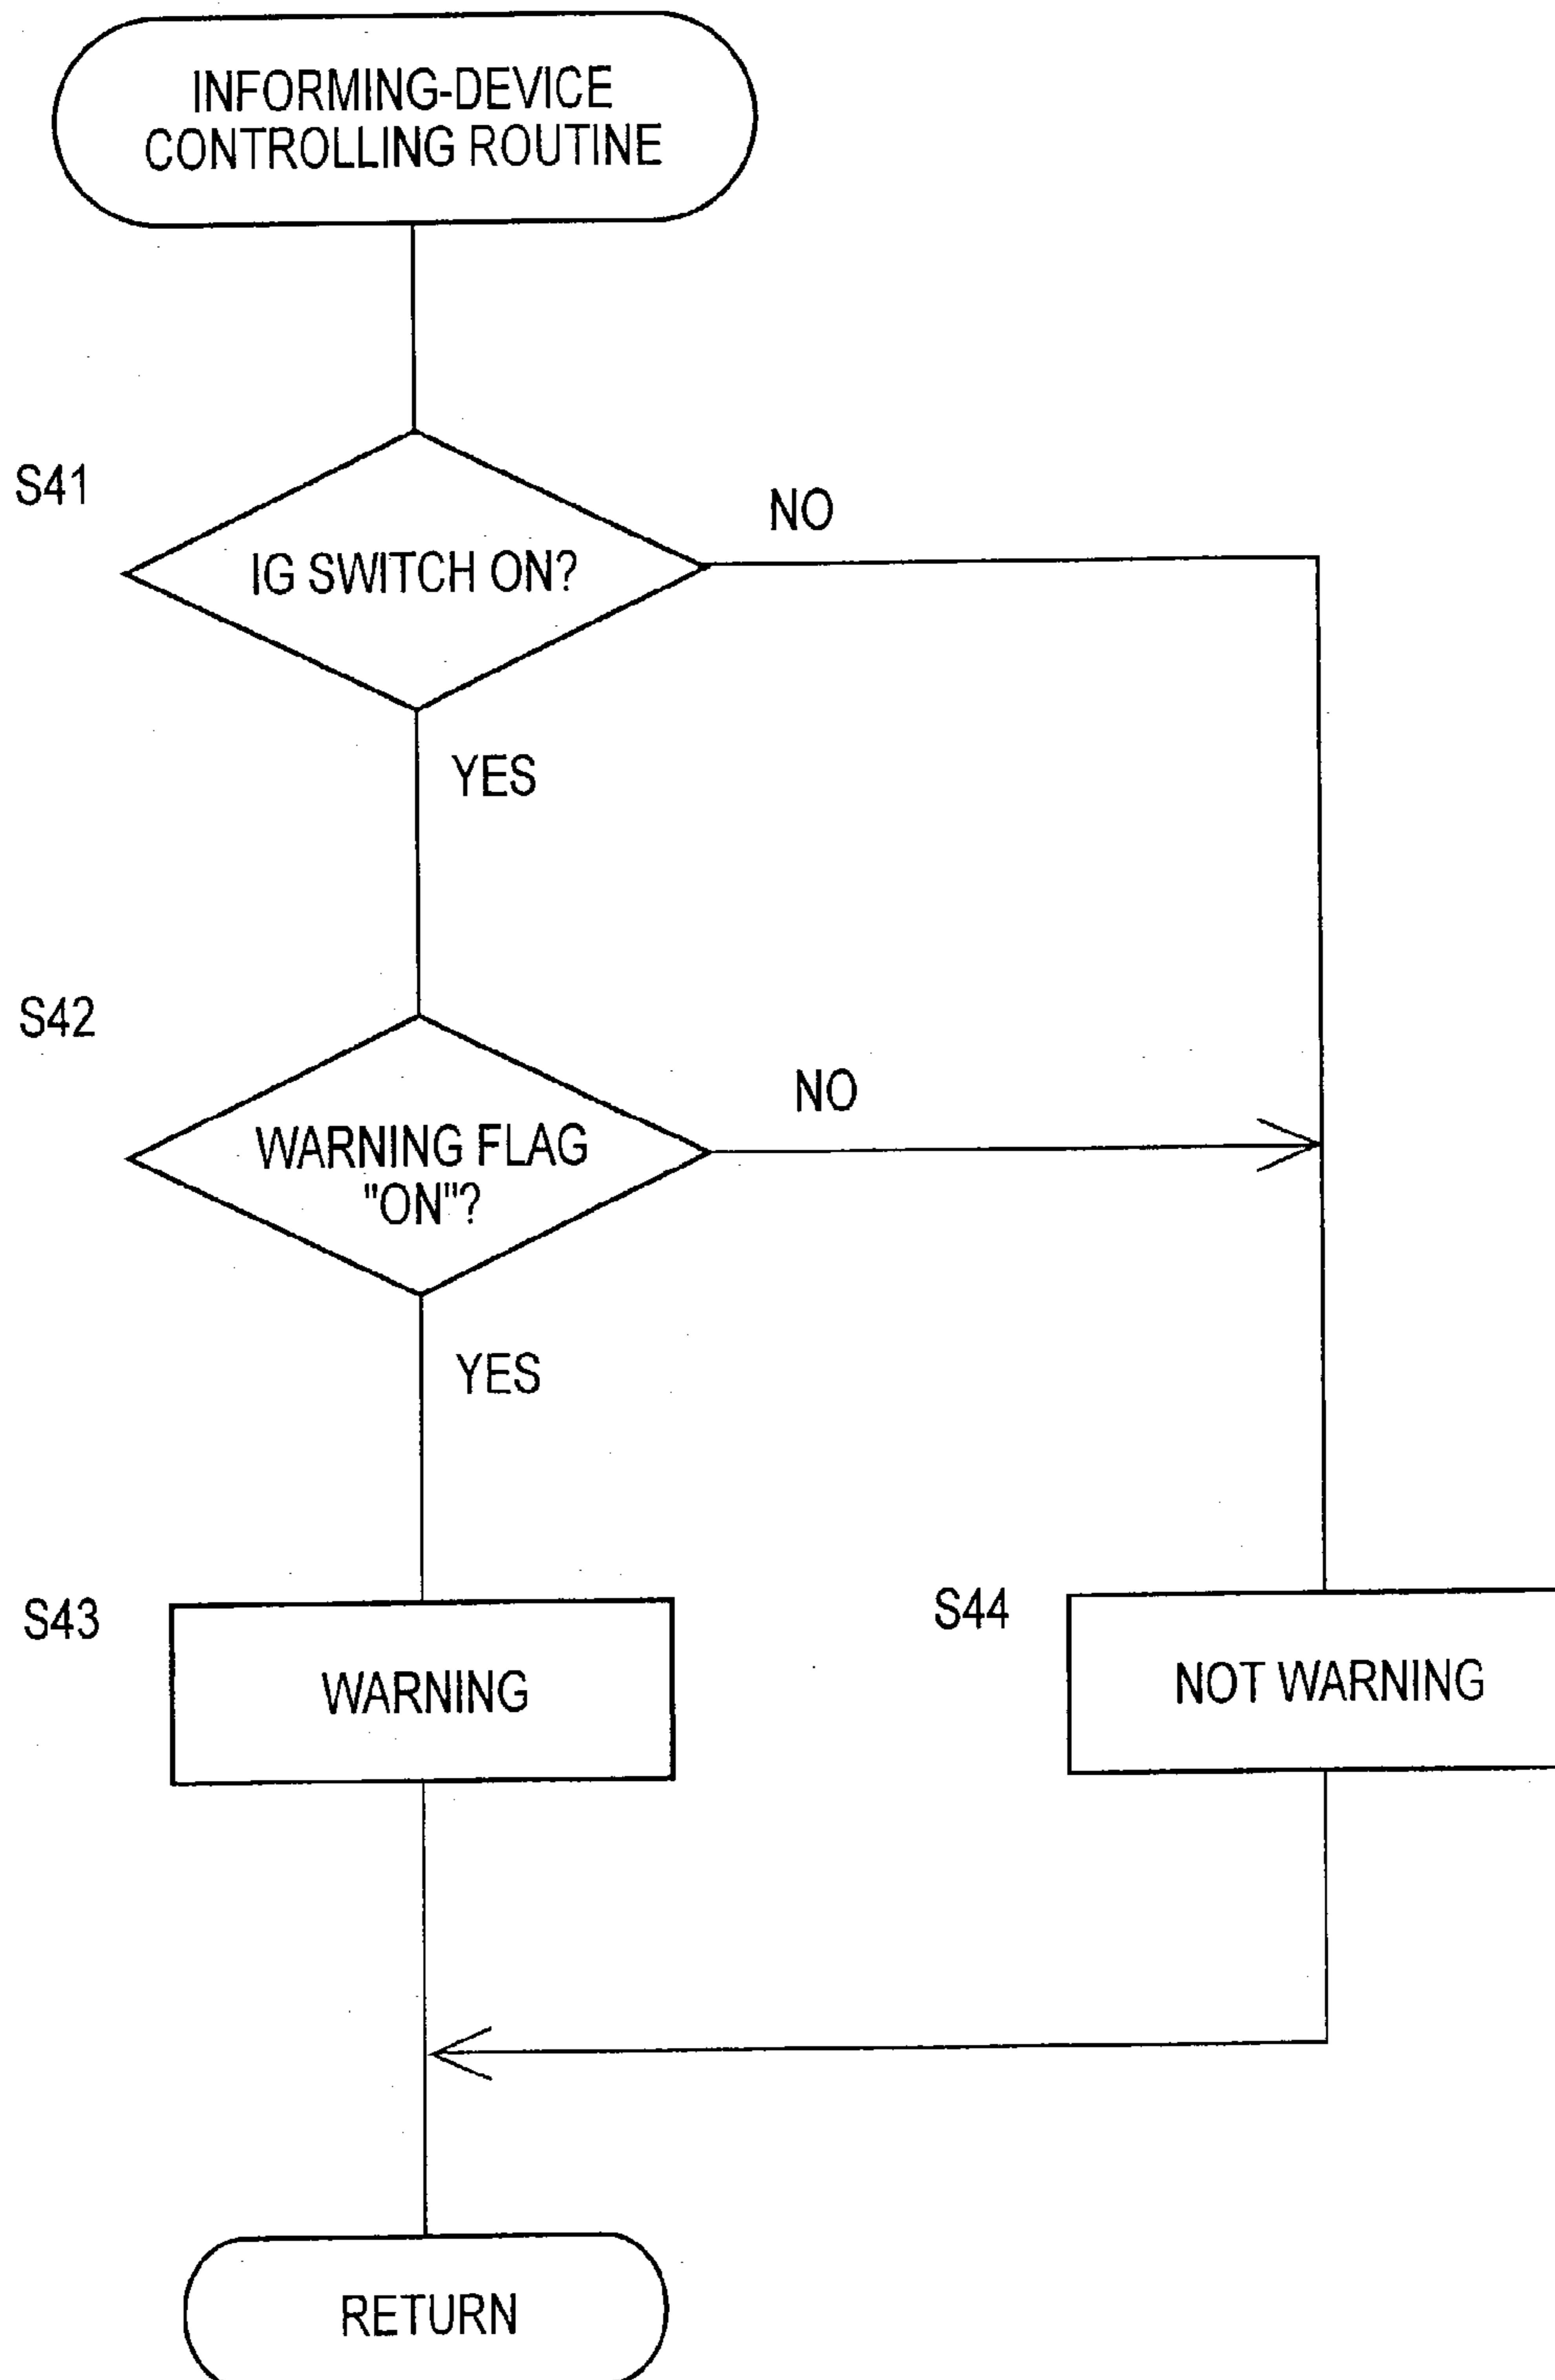 INFORMING-DEVICE
CONTROLLING ROUTINE
S41
IG SWITCH ON?
NO
YES
S42
WARNING FLAG
"ON"?
NO
YES
S43
WARNING
S44
NOT WARNING
RETURN